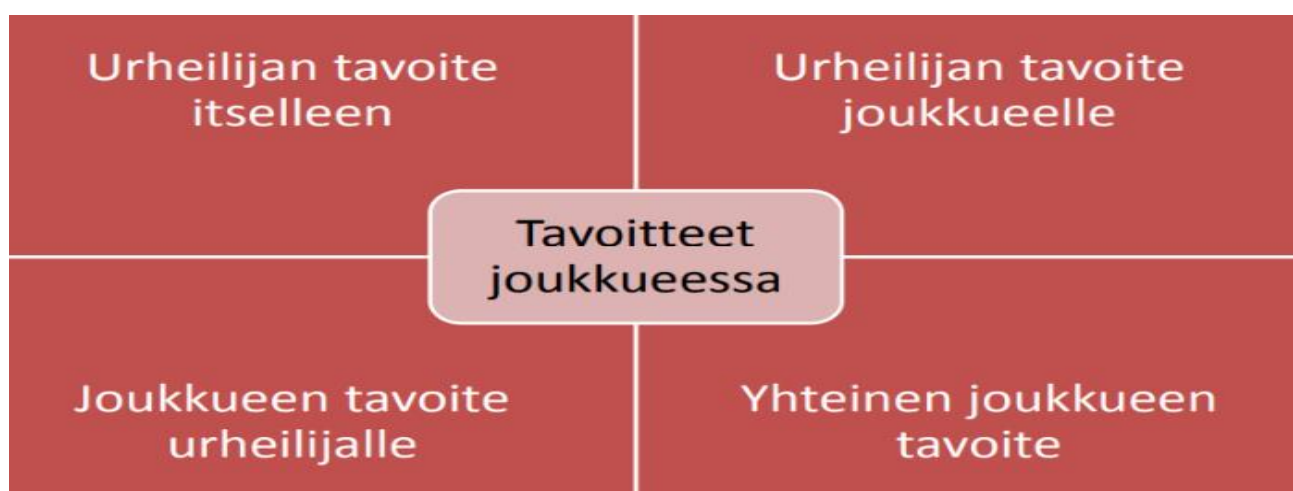 Urheilijan tavoite
itselleen
Urheilijan tavoite
joukkueelle
Tavoitteet
joukkueessa
Joukkueen tavoite
urheilijalle
Yhteinen joukkueen
tavoite